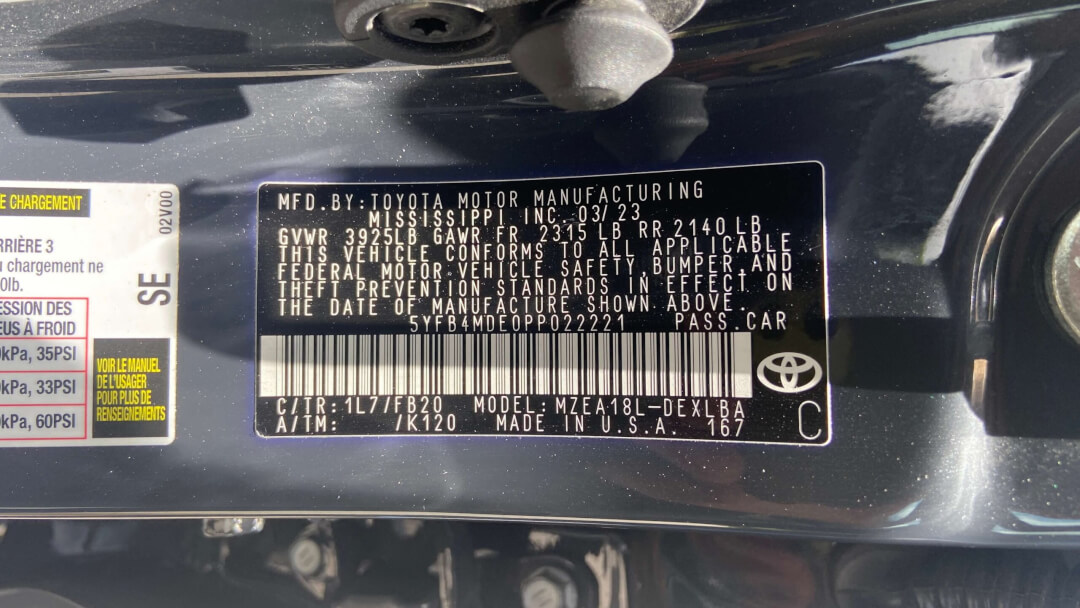 E CHARGEMENT
RRIÈRE 3
u chargement ne
0lb.
ESSION DES
EUS À FROID
kPa, 35PSI
0kPa, 33PSI
kPa, 60PSI
02V00
SE
VOIR LE MANUEL
DE L'USAGER
POUR PLUS DE
RENSEIGNEMENTS
MFD.BY:TOYOTA MOTOR MANUFACTURING
MISSISSIPPI INC. 03/23
GVWR 3925LB GAWR FR 2315 LB RR 2140 LB
THIS VEHICLE CONFORMS TO ALL APPLICABLE
FEDERAL MOTOR VEHICLE SAFETY,BUMPER,AND
THEFT PREVENTION STANDARDS IN EFFECT ON
THE DATE OF MANUFACTURE SHOWN ABOVE.
5YFB4MDE0PP022221 PASS.CAR
C/TR:1L7/FB20 MODEL:MZEA18L-DEXLBA
A/TM: /K120 MADE IN U.S.A. 167
C